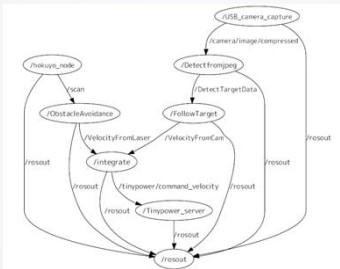 /USB_camera_capture
/camera/image/compressed
/hokuyo_node
/Detectfromjpeg
/scan
/DetectTargetData
/ObstacleAvoidance
/FollowTarget
/VelocityFromLaser
/VelocityFromCam
/integrate
/rosout
/tinypower/command_velocity
/rosout
/rosout
/rosout
/rosout
/rosout
/Tinypower_server
/rosout
/rosout